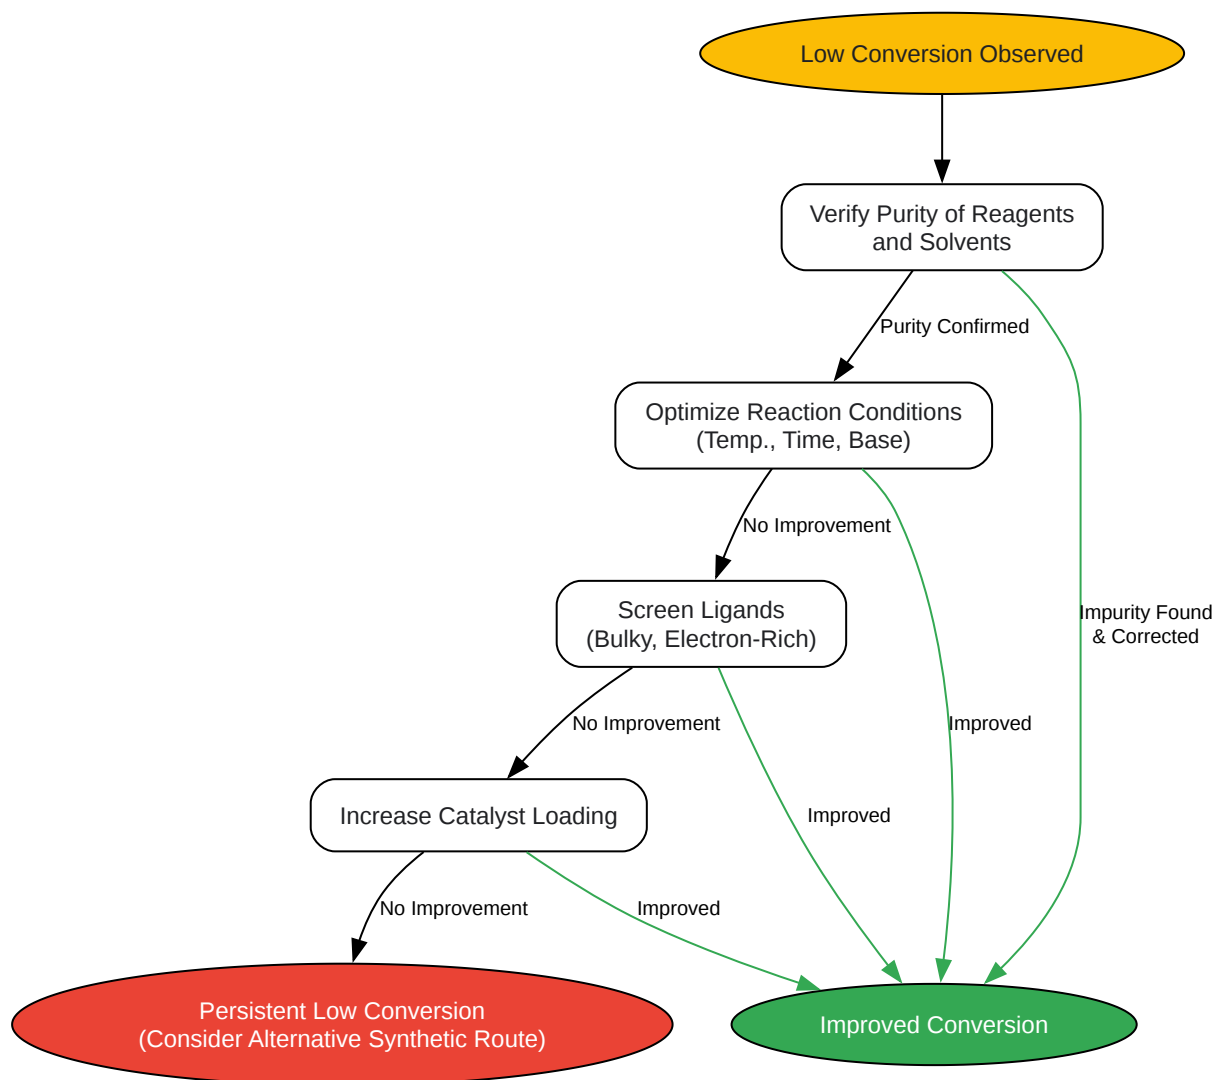 Low Conversion Observed
Verify Purity of Reagents
and Solvents
Purity Confirmed
Optimize Reaction Conditions
(Temp., Time, Base)
No Improvement
Screen Ligands
(Bulky, Electron-Rich)
Impurity Found
& Corrected
No Improvement
Improved
Increase Catalyst Loading
Improved
No Improvement
Improved
Persistent Low Conversion
(Consider Alternative Synthetic Route)
Improved Conversion